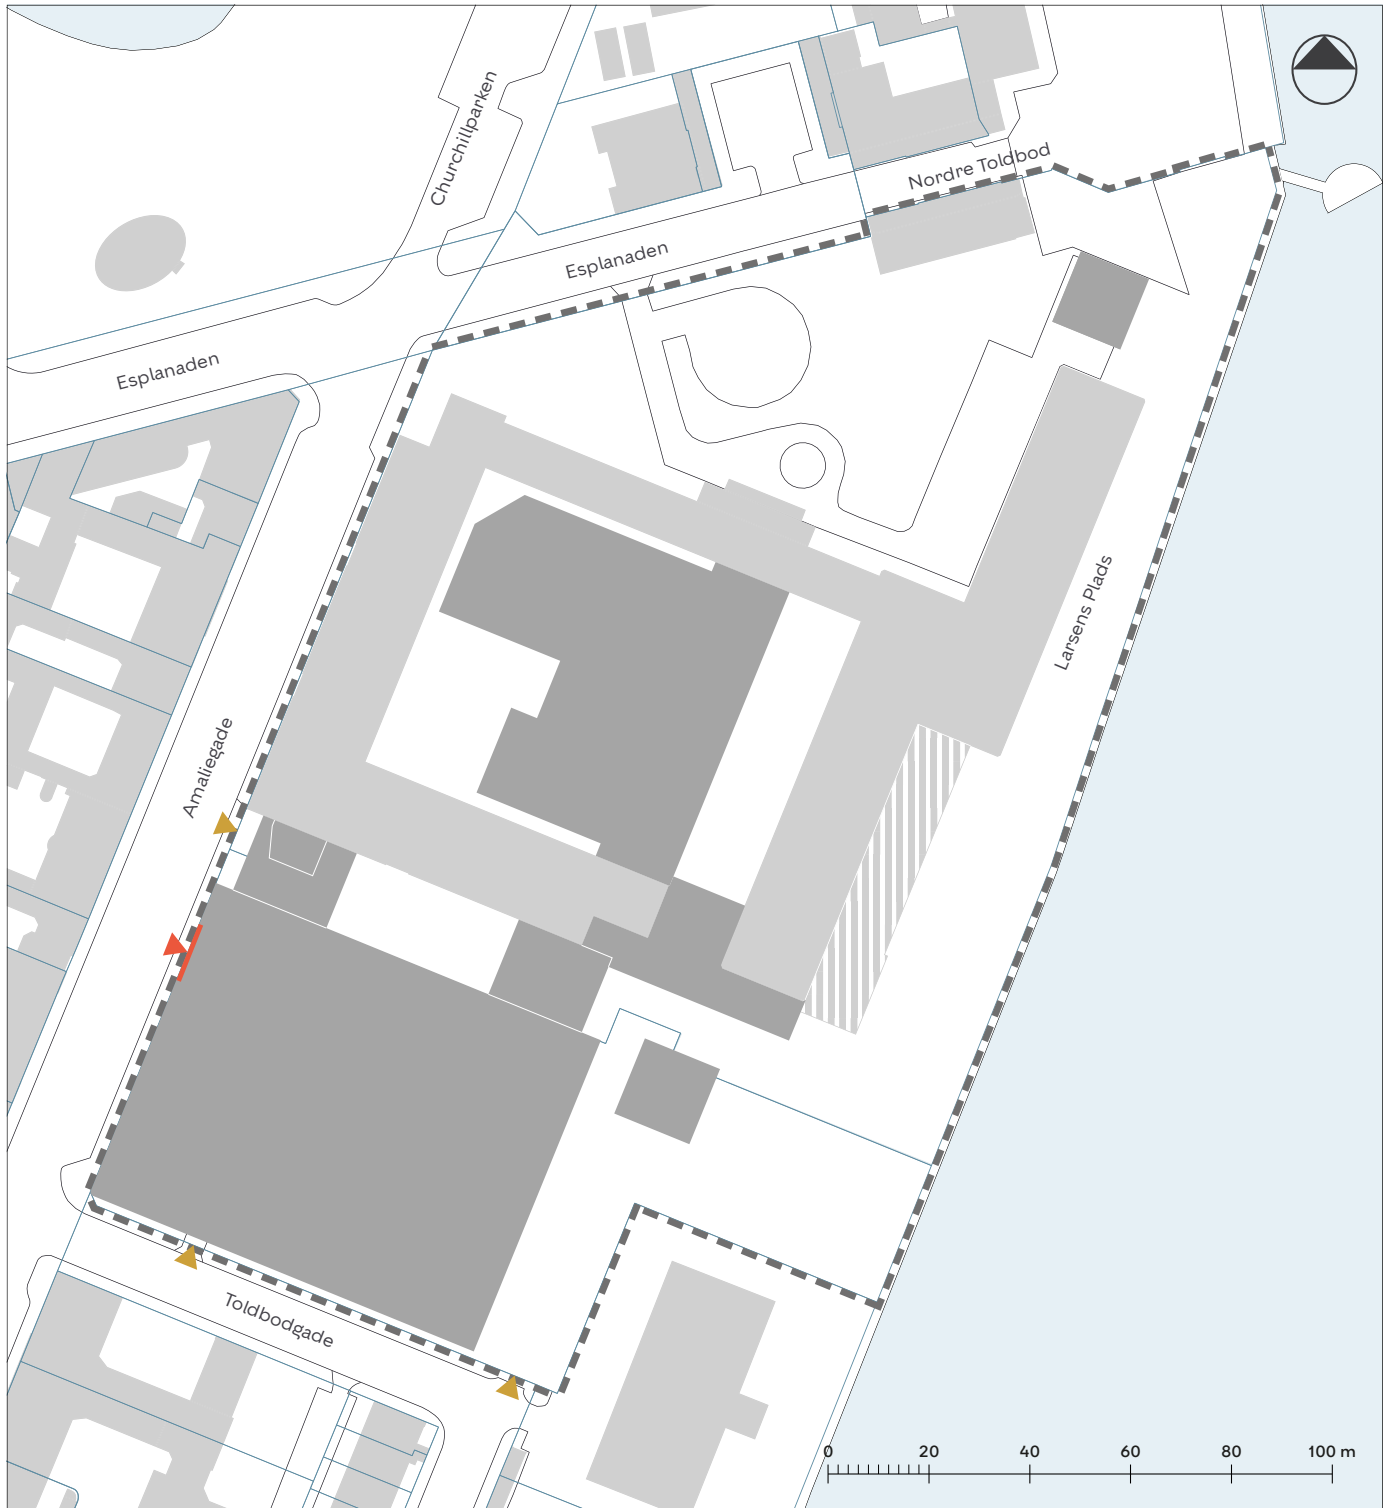 Churchillparken
Nordre Toldbod
Esplanaden
Esplanaden
Larsens Plads
Amaliegade
Toldbodgade
0 20 40 60 80 100 m